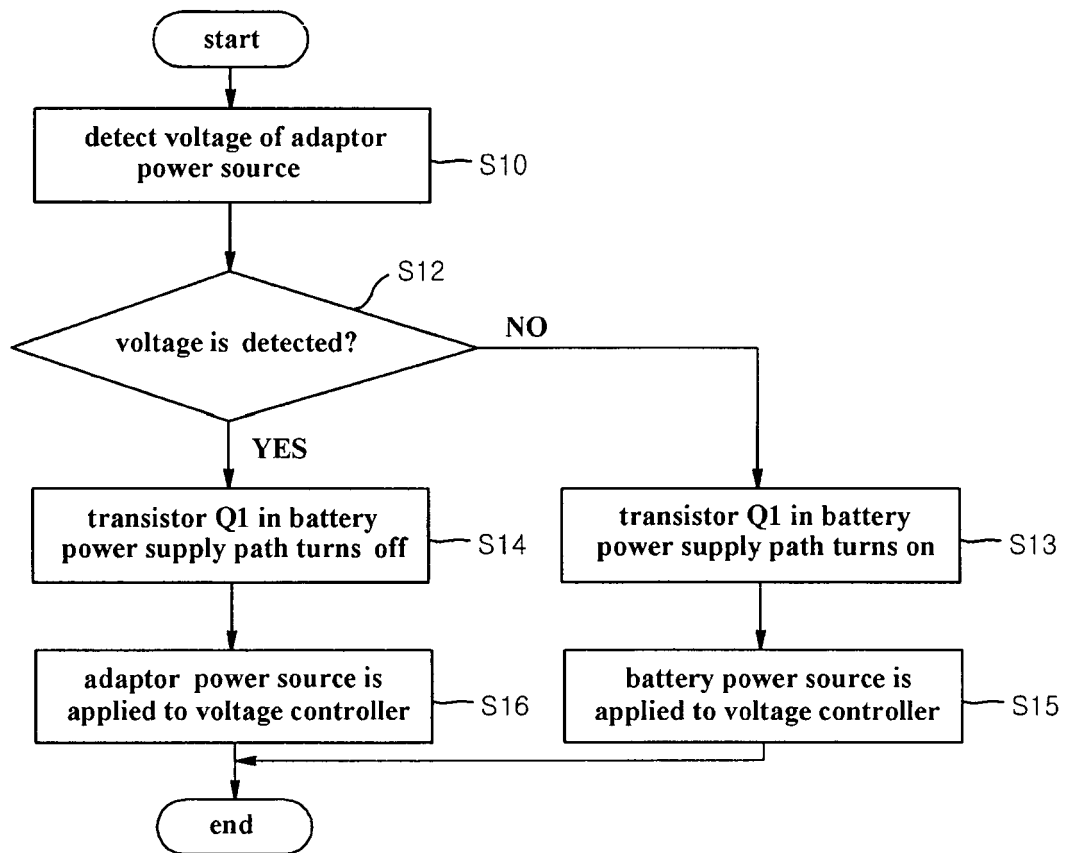 start
detect voltage of adaptor
power source
S10
S12
voltage is detected?
NO
YES
transistor Q1 in battery
power supply path turns off
S14
transistor Q1 in battery
power supply path turns on
S13
adaptor power source is
applied to voltage controller
S16
battery power source is
applied to voltage controller
S15
end